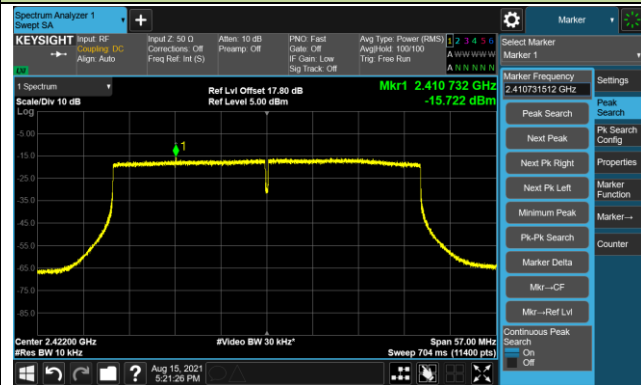 Spectrum Analyzer 1
Swept SA
Marker
KEYSIGHT
Input: RF
Coupling: DC
Align: Auto
Input Z: 50 Ω
Corrections: Off
Freq Ref: Int (S)
Atten: 10 dB
Preamp: Off
PNO: Fast
Gate: Off
IF Gain: Low
Sig Track: Off
Avg Type: Power (RMS)
Avg|Hold: 100/100
Trig: Free Run
1 2 3 4 5 6
A W W W W W
A N N N N N
Select Marker
Marker 1
1 Spectrum
Scale/Div 10 dB
Log
Ref Lvl Offset 17.80 dB
Ref Level 5.00 dBm
Mkr1 2.410 732 GHz
-15.722 dBm
1
-5.00
-15.0
-25.0
-35.0
-45.0
-55.0
-65.0
-75.0
-85.0
Center 2.42200 GHz
#Res BW 10 kHz
#Video BW 30 kHz*
Span 57.00 MHz
Sweep 704 ms (11400 pts)
Marker Frequency
2.410731512 GHz
Peak Search
Next Peak
Next Pk Right
Next Pk Left
Minimum Peak
Pk-Pk Search
Marker Delta
Mkr→CF
Mkr→Ref Lvl
Continuous Peak
Search
On
Off
Settings
Peak
Search
Pk Search
Config
Properties
Marker
Function
Marker→
Counter
Aug 15, 2021
5:21:26 PM